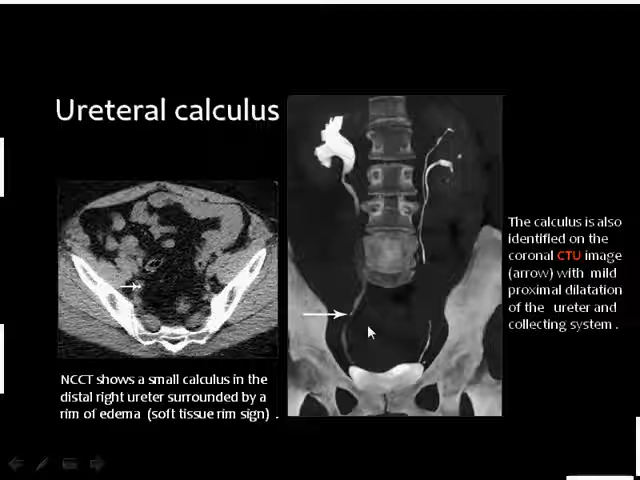 Ureteral calculus
NCCT shows a small calculus in the
distal right ureter surrounded by a
rim of edema (soft tissue rim sign) .
The calculus is also
identified on the
coronal CTU image
(arrow) with mild
proximal dilatation
of the ureter and
collecting system .